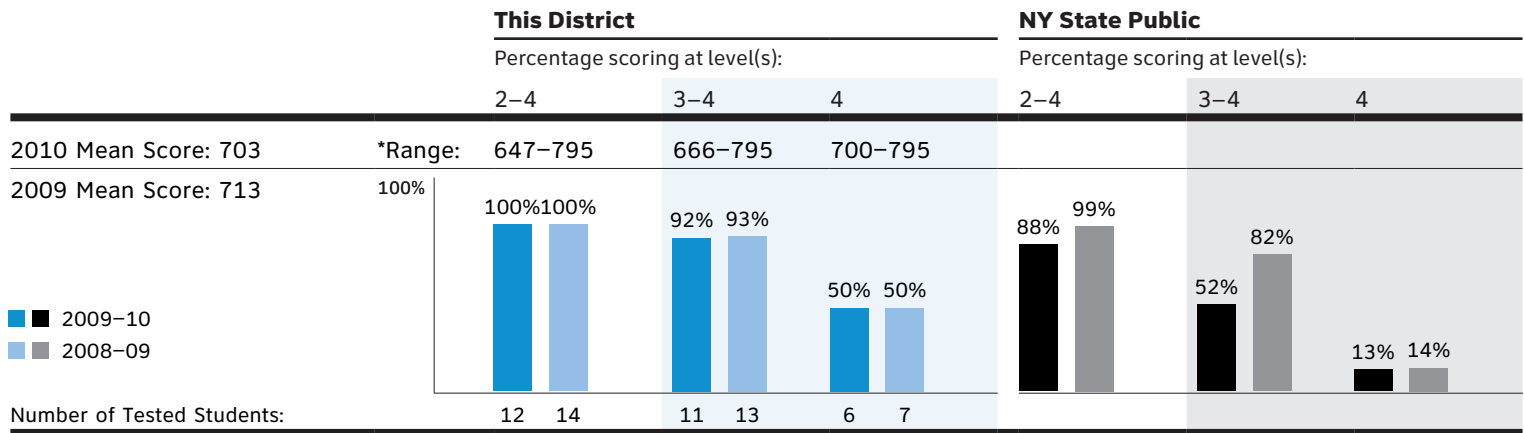 This District NY State Public
Percentage scoring at level(s): Percentage scoring at level(s):
2–4 3–4 4 2–4 3–4 4
2010 Mean Score: 703 *Range: 647–795 666–795 700–795
2009 Mean Score: 713 100%
100% 100% 92% 93% 50% 50% 88% 99% 52% 82% 13% 14%
2009–10
2008–09
Number of Tested Students: 12 14 11 13 6 7